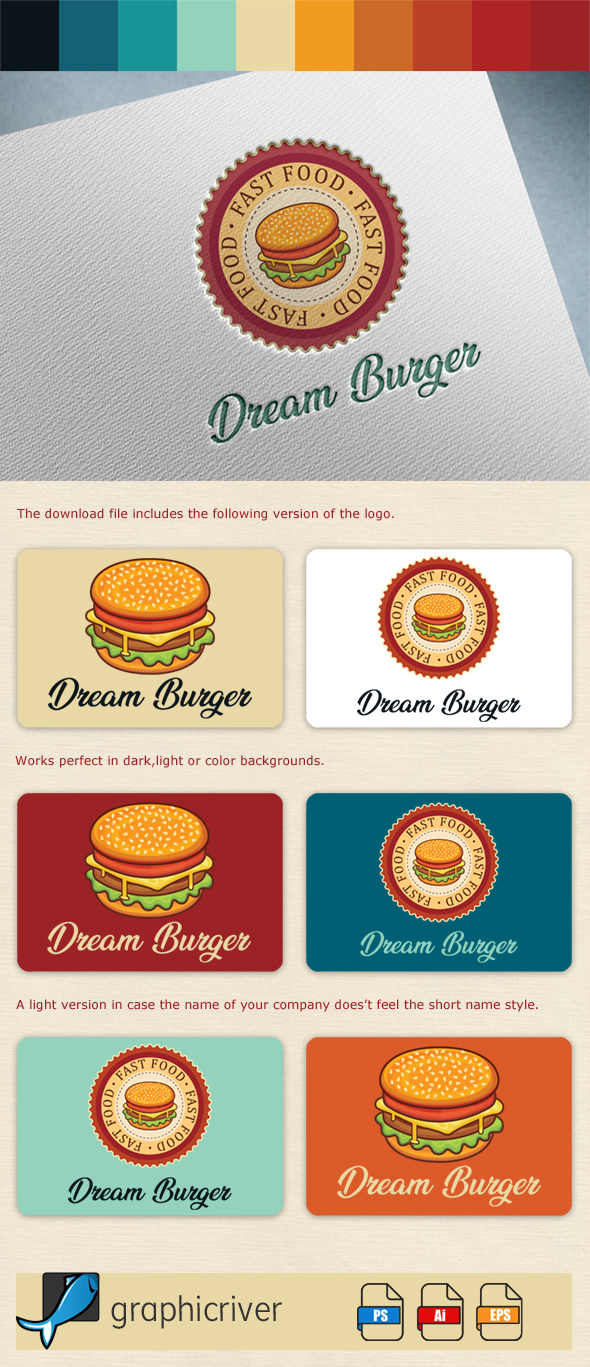 · FAST FOOD · FAST FOOD · FAST FOOD
Dream Burger
The download file includes the following version of the logo.
Dream Burger
· FAST FOOD · FAST FOOD · FAST FOOD
Dream Burger
Works perfect in dark,light or color backgrounds.
Dream Burger
· FAST FOOD · FAST FOOD · FAST FOOD
Dream Burger
A light version in case the name of your company does't feel the short name style.
· FAST FOOD · FAST FOOD · FAST FOOD
Dream Burger
Dream Burger
graphicriver
PS
Ai
EPS